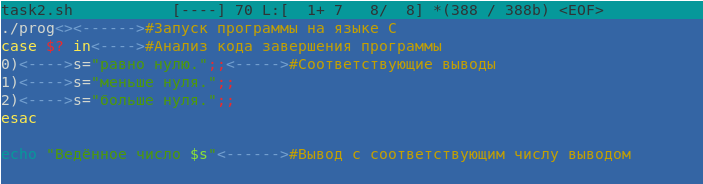 task2.sh [----] 70 L:[ 1+ 7 8/ 8] *(388 / 388b) <EOF>
./prog<><------>#Запуск программы на языке C
case $? in<---->#Анализ кода завершения программы
0)<---->s="равно нулю.";;<----->#Соответствующие выводы
1)<---->s="меньше нуля.";;
2)<---->s="больше нуля.";;
esac
echo "Ведённое число $s"<------>#Вывод с соответствующим числу выводом